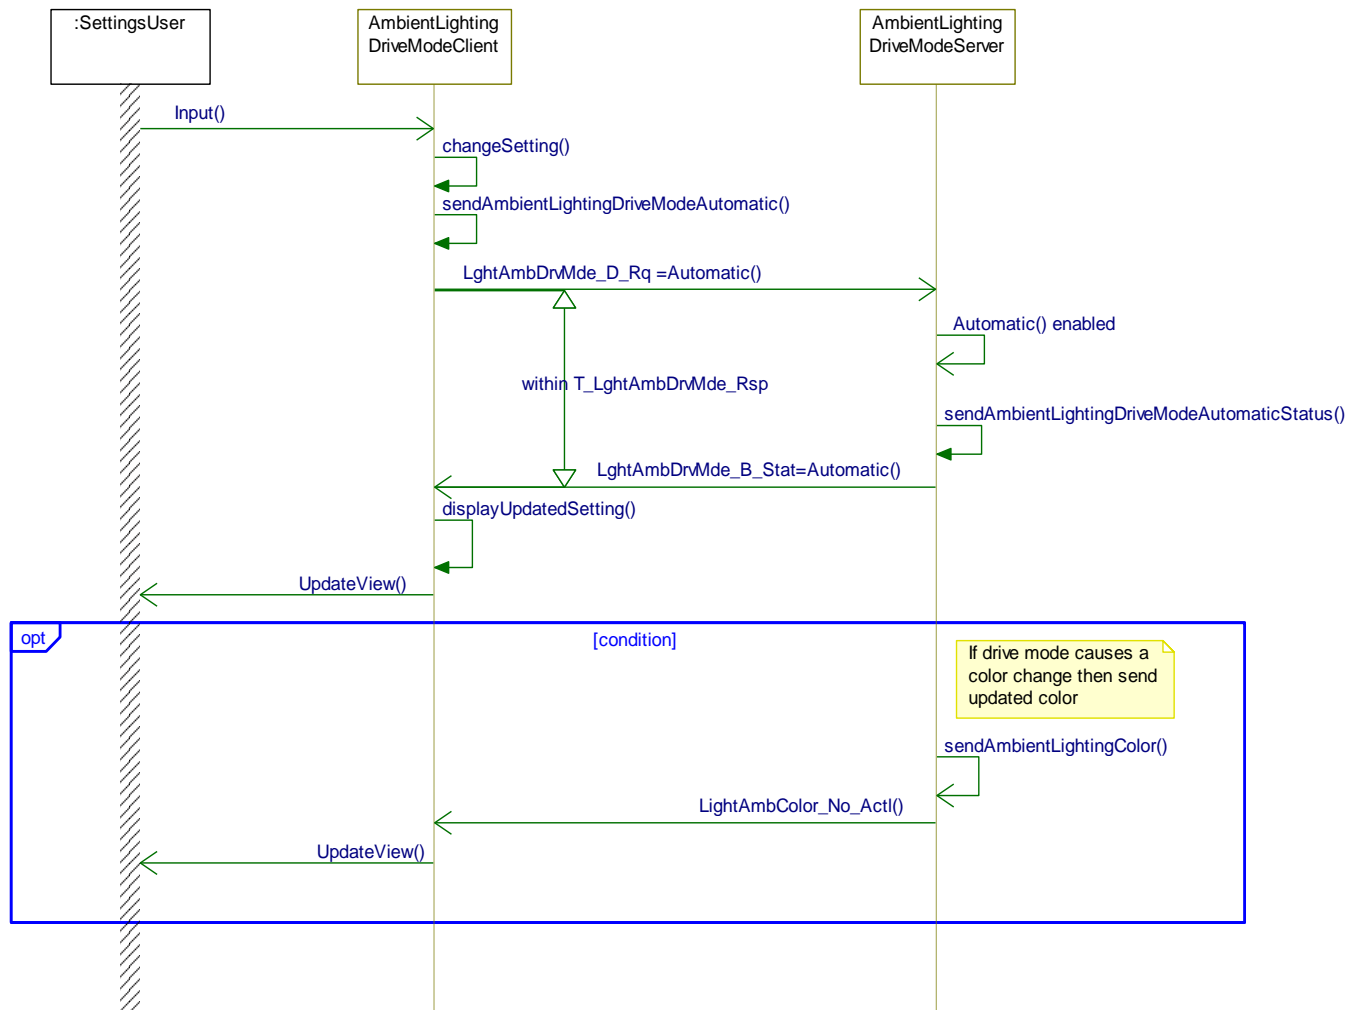 :SettingsUser
AmbientLighting
DriveModeClient
AmbientLighting
DriveModeServer
Input()
changeSetting()
sendAmbientLightingDriveModeAutomatic()
LghtAmbDrvMde_D_Rq =Automatic()
Automatic() enabled
within T_LghtAmbDrvMde_Rsp
sendAmbientLightingDriveModeAutomaticStatus()
LghtAmbDrvMde_B_Stat=Automatic()
displayUpdatedSetting()
UpdateView()
opt
[condition]
If drive mode causes a
color change then send
updated color
sendAmbientLightingColor()
LightAmbColor_No_Actl()
UpdateView()